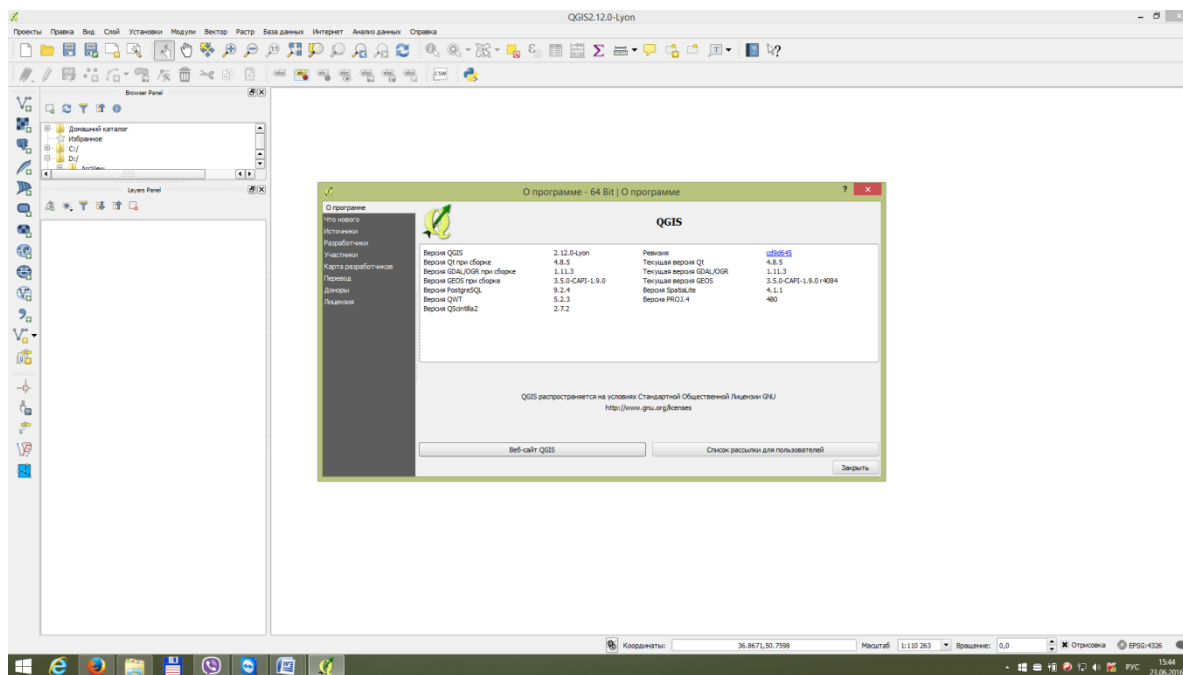 QGIS2.12.0-Lyon
Проекты Правка Вид Слой Установки Модули Вектор Растр База данных Интернет Анализ данных Справка
Browser Panel
Домашний каталог
Избранное
C:/
D:/
Layers Panel
О программе - 64 Bit | О программе
О программе
Что нового
Источники
Разработчики
Участники
Карта разработчиков
Перевод
Доноры
Лицензия
QGIS
Версия QGIS 2.12.0-Lyon Ревизия cd9d645
Версия Qt при сборке 4.8.5 Текущая версия Qt 4.8.5
Версия GDAL/OGR при сборке 1.11.3 Текущая версия GDAL/OGR 1.11.3
Версия GEOS при сборке 3.5.0-CAPI-1.9.0 Текущая версия GEOS 3.5.0-CAPI-1.9.0 r4084
Версия PostgreSQL 9.2.4 Версия SpatiaLite 4.1.1
Версия QWT 5.2.3 Версия PROJ.4 480
Версия QScintilla2 2.7.2
QGIS распространяется на условиях Стандартной Общественной Лицензии GNU
http://www.gnu.org/licenses
Веб-сайт QGIS Список рассылки для пользователей
Закрыть
Координаты: 36.8671,50.7598 Масштаб 1:110 263 Вращение: 0,0 Отрисовка EPSG:4326
РУС 15:44
23.06.2016